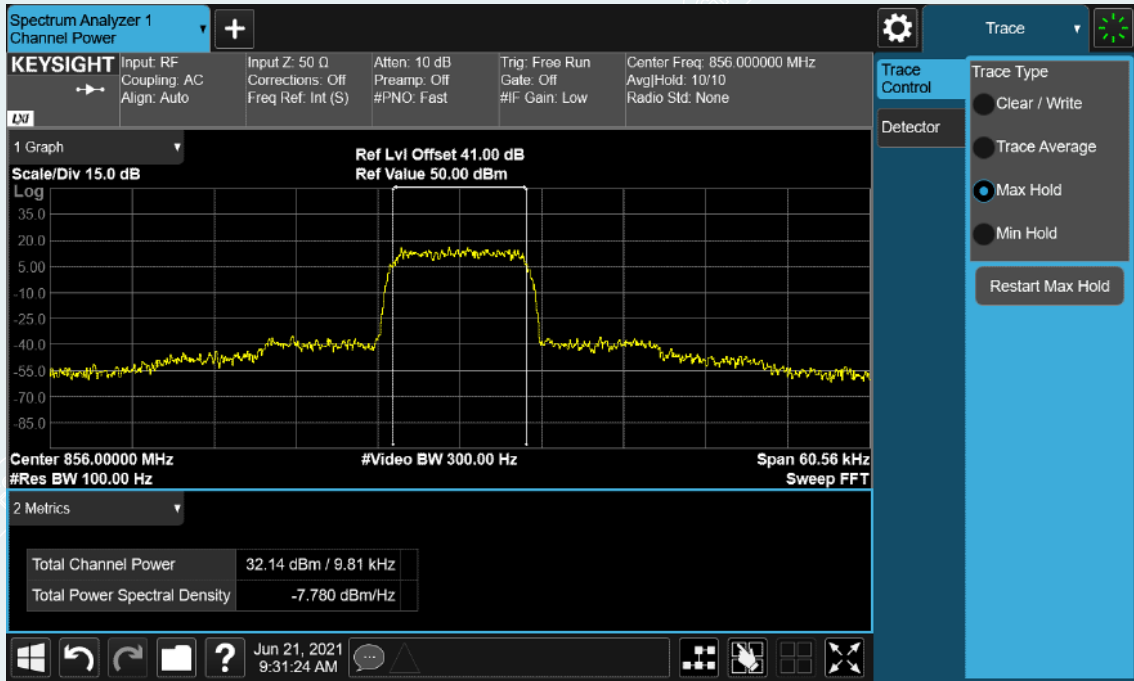 Spectrum Analyzer 1
Channel Power
+
Trace
KEYSIGHT
LXI
Input: RF
Coupling: AC
Align: Auto
Input Z: 50 Ω
Corrections: Off
Freq Ref: Int (S)
Atten: 10 dB
Preamp: Off
#PNO: Fast
Trig: Free Run
Gate: Off
#IF Gain: Low
Center Freq: 856.000000 MHz
Avg|Hold: 10/10
Radio Std: None
Trace
Control
Detector
Trace Type
Clear / Write
Trace Average
Max Hold
Min Hold
Restart Max Hold
1 Graph
Scale/Div 15.0 dB
Ref Lvl Offset 41.00 dB
Ref Value 50.00 dBm
Log
35.0
20.0
5.00
-10.0
-25.0
-40.0
-55.0
-70.0
-85.0
Center 856.00000 MHz
#Video BW 300.00 Hz
Span 60.56 kHz
#Res BW 100.00 Hz
Sweep FFT
2 Metrics
Total Channel Power
32.14 dBm / 9.81 kHz
Total Power Spectral Density
-7.780 dBm/Hz
?
Jun 21, 2021
9:31:24 AM